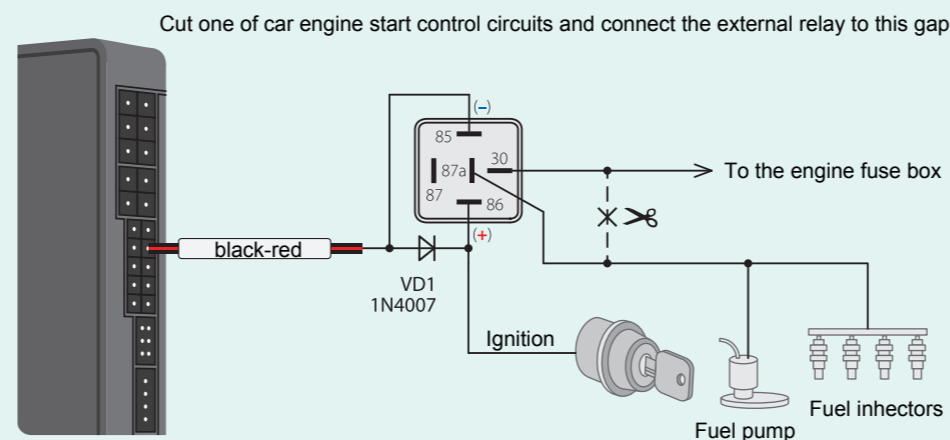 Cut one of car engine start control circuits and connect the external relay to this gap
(–)
85
30
87a
To the engine fuse box
87
86
(+)
black-red
VD1
1N4007
Ignition
Fuel inhectors
Fuel pump